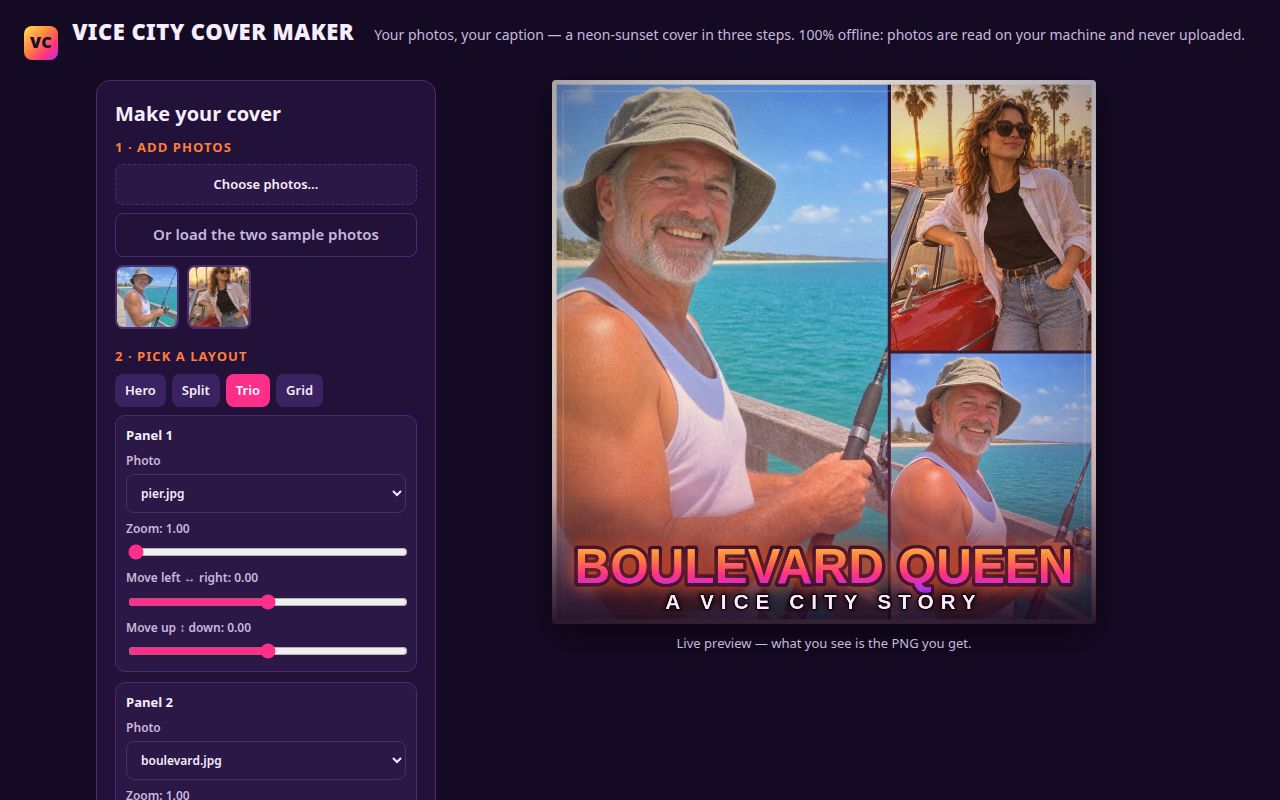 VC
VICE CITY COVER MAKER
Your photos, your caption — a neon-sunset cover in three steps. 100% offline: photos are read on your machine and never uploaded.
Make your cover
1 · ADD PHOTOS
Choose photos...
Or load the two sample photos
2 · PICK A LAYOUT
Hero Split Trio Grid
Panel 1
Photo
pier.jpg
Zoom: 1.00
Move left ↔ right: 0.00
Move up ↕ down: 0.00
Panel 2
Photo
boulevard.jpg
Zoom: 1.00
BOULEVARD QUEEN
A VICE CITY STORY
Live preview — what you see is the PNG you get.